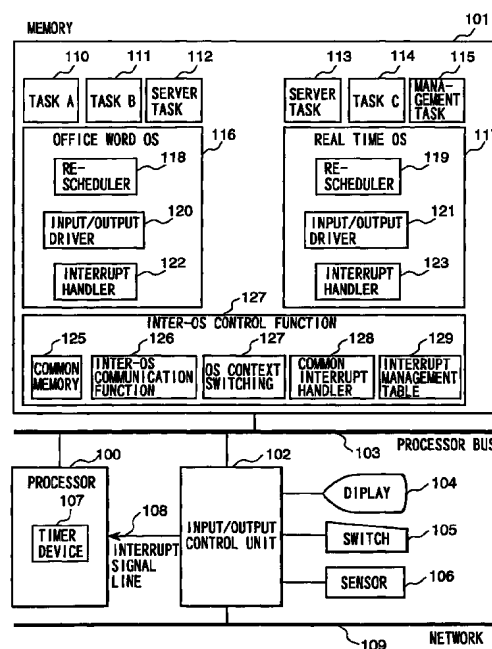 MEMORY
101
110
111
112
113
114
115
TASK A
TASK B
SERVER
TASK
SERVER
TASK
TASK C
MANA-
GEMENT
TASK
OFFICE WORD OS
116
REAL TIME OS
117
118
RE-
SCHEDULER
119
RE-
SCHEDULER
120
INPUT/OUTPUT
DRIVER
121
INPUT/OUTPUT
DRIVER
122
INTERRUPT
HANDLER
123
INTERRUPT
HANDLER
127
INTER-OS CONTROL FUNCTION
125
126
127
128
129
COMMON
MEMORY
INTER-OS
COMMUNICATION
FUNCTION
OS CONTEXT
SWITCHING
COMMON
INTERRUPT
HANDLER
INTERRUPT
MANAGEMENT
TABLE
103
PROCESSOR BUS
100
102
PROCESSOR
107
TIMER
DEVICE
108
INTERRUPT
SIGNAL
LINE
INPUT/OUTPUT
CONTROL UNIT
DIPLAY
104
SWITCH
105
SENSOR
106
109
NETWORK